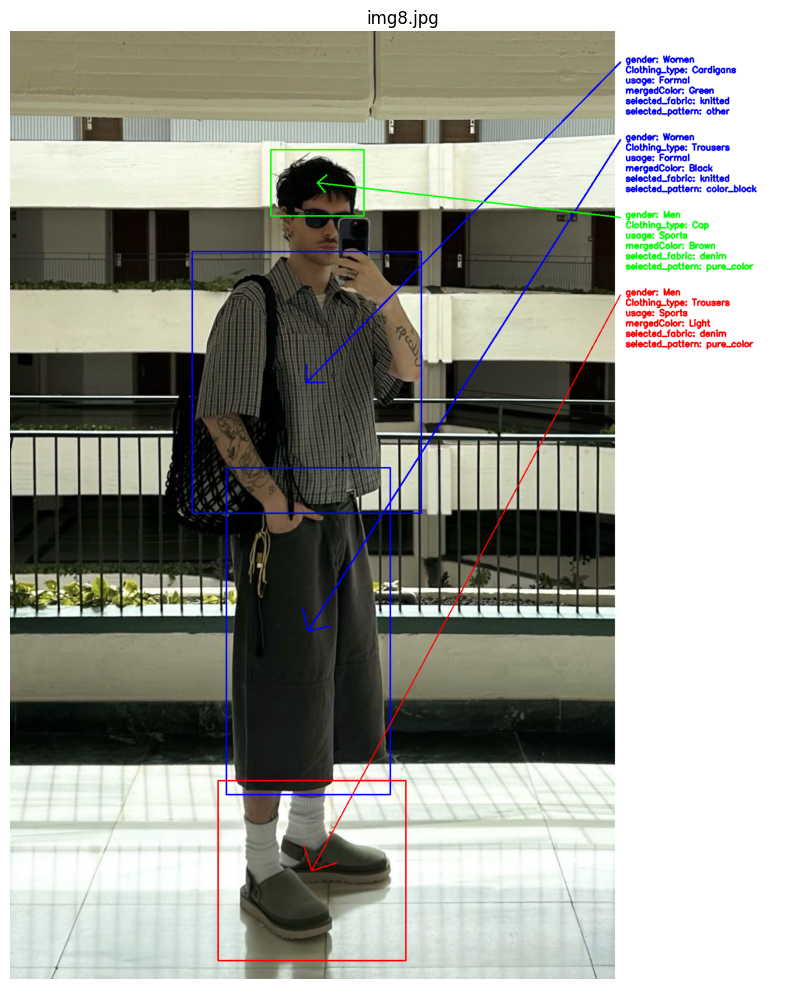 img8.jpg
gender: Women
Clothing_type: Cardigans
usage: Formal
mergedColor: Green
selected_fabric: knitted
selected_pattern: other
gender: Women
Clothing_type: Trousers
usage: Formal
mergedColor: Black
selected_fabric: knitted
selected_pattern: color_block
gender: Men
Clothing_type: Cap
usage: Sports
mergedColor: Brown
selected_fabric: denim
selected_pattern: pure_color
gender: Men
Clothing_type: Trousers
usage: Sports
mergedColor: Light
selected_fabric: denim
selected_pattern: pure_color